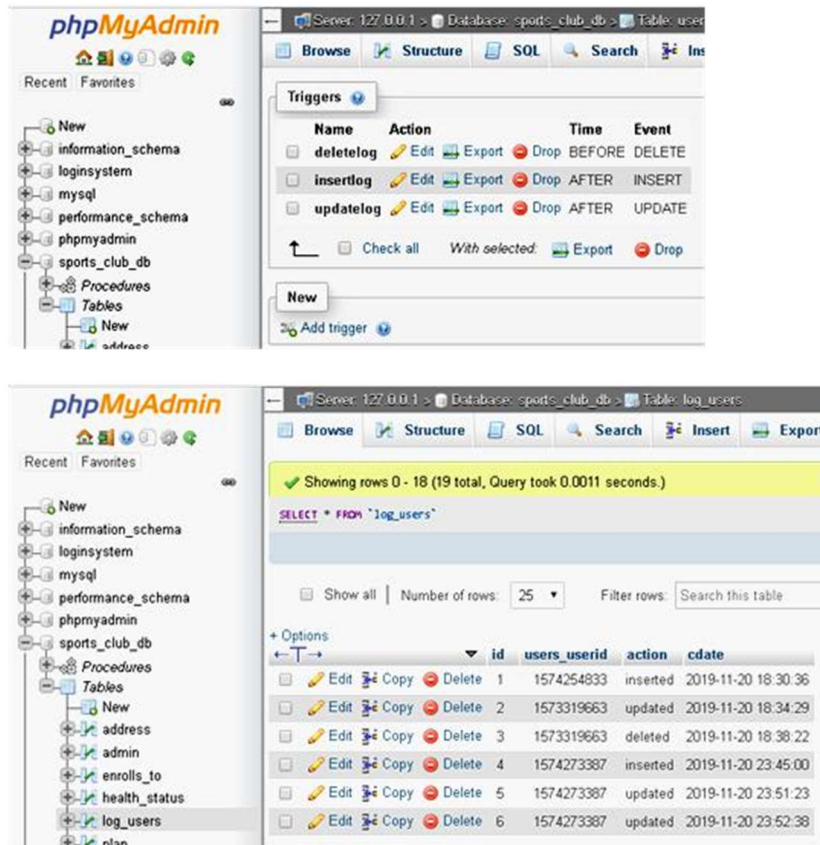 phpMyAdmin
Recent Favorites
New
information_schema
loginsystem
mysql
performance_schema
phpmyadmin
sports_club_db
Procedures
Tables
New
address
Server: 127.0.0.1 > Database: sports_club_db > Table: user
Browse Structure SQL Search Ins
Triggers
Name Action Time Event
deletelog Edit Export Drop BEFORE DELETE
insertlog Edit Export Drop AFTER INSERT
updatelog Edit Export Drop AFTER UPDATE
Check all With selected: Export Drop
New
Add trigger
phpMyAdmin
Recent Favorites
New
information_schema
loginsystem
mysql
performance_schema
phpmyadmin
sports_club_db
Procedures
Tables
New
address
admin
enrolls_to
health_status
log_users
plan
Server: 127.0.0.1 > Database: sports_club_db > Table: log_users
Browse Structure SQL Search Insert Export
Showing rows 0 - 18 (19 total, Query took 0.0011 seconds.)
SELECT * FROM `log_users`
Show all | Number of rows: 25 Filter rows: Search this table
+ Options
←T→ id users_userid action cdate
Edit Copy Delete 1 1574254833 inserted 2019-11-20 18:30:36
Edit Copy Delete 2 1573319663 updated 2019-11-20 18:34:29
Edit Copy Delete 3 1573319663 deleted 2019-11-20 18:38:22
Edit Copy Delete 4 1574273387 inserted 2019-11-20 23:45:00
Edit Copy Delete 5 1574273387 updated 2019-11-20 23:51:23
Edit Copy Delete 6 1574273387 updated 2019-11-20 23:52:38